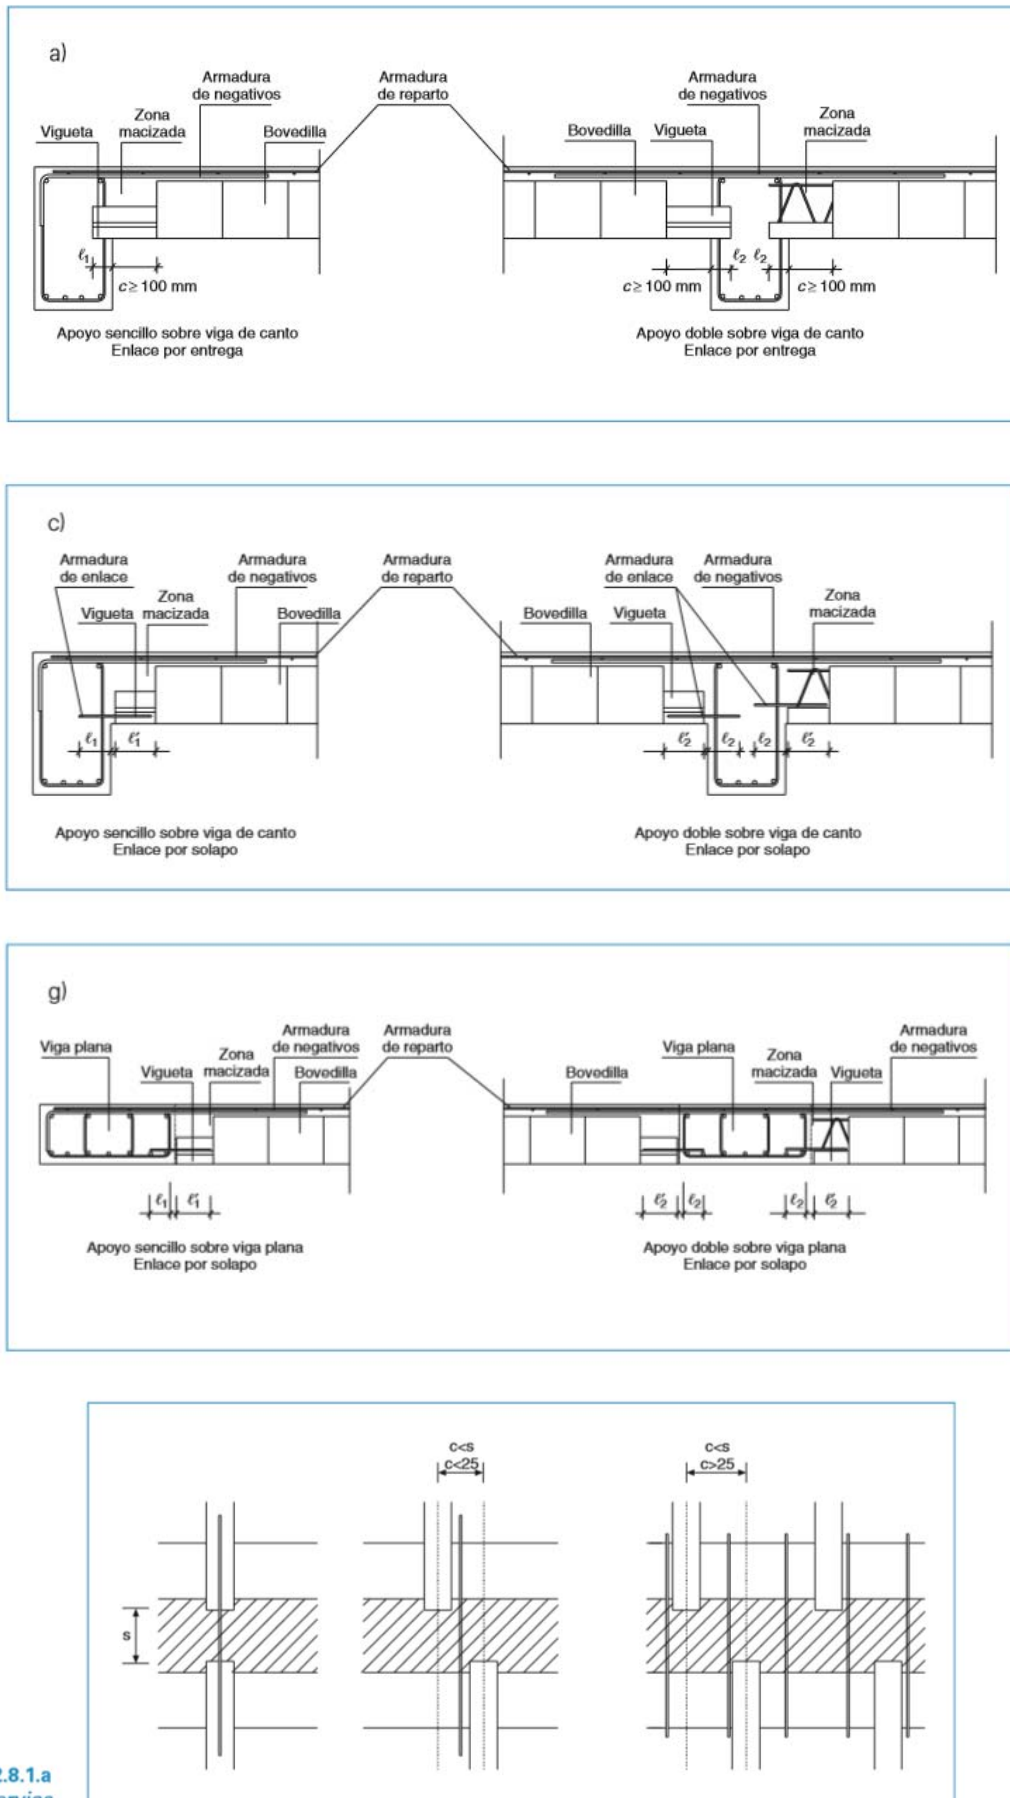 a)
Armadura
de negativos
Armadura
de reparto
Armadura
de negativos
Vigueta
Zona
macizada
Bovedilla
Bovedilla
Vigueta
Zona
macizada
ℓ1
c≥100 mm
c≥100 mm
ℓ2 ℓ2
c≥100 mm
Apoyo sencillo sobre viga de canto
Enlace por entrega
Apoyo doble sobre viga de canto
Enlace por entrega
c)
Armadura
de enlace
Armadura
de negativos
Armadura
de reparto
Armadura
de enlace
Armadura
de negativos
Vigueta
Zona
macizada
Bovedilla
Bovedilla
Vigueta
Zona
macizada
ℓ1 ℓ'1
ℓ'2 ℓ2 ℓ2 ℓ'2
Apoyo sencillo sobre viga de canto
Enlace por solapo
Apoyo doble sobre viga de canto
Enlace por solapo
g)
Viga plana
Vigueta
Zona
macizada
Armadura
de negativos
Bovedilla
Armadura
de reparto
Bovedilla
Viga plana
Zona
macizada
Vigueta
Armadura
de negativos
ℓ1 ℓ'1
ℓ'2 ℓ2
ℓ2 ℓ'2
Apoyo sencillo sobre viga plana
Enlace por solapo
Apoyo doble sobre viga plana
Enlace por solapo
c<s
c<25
c<s
c>25
s
2.8.1.a